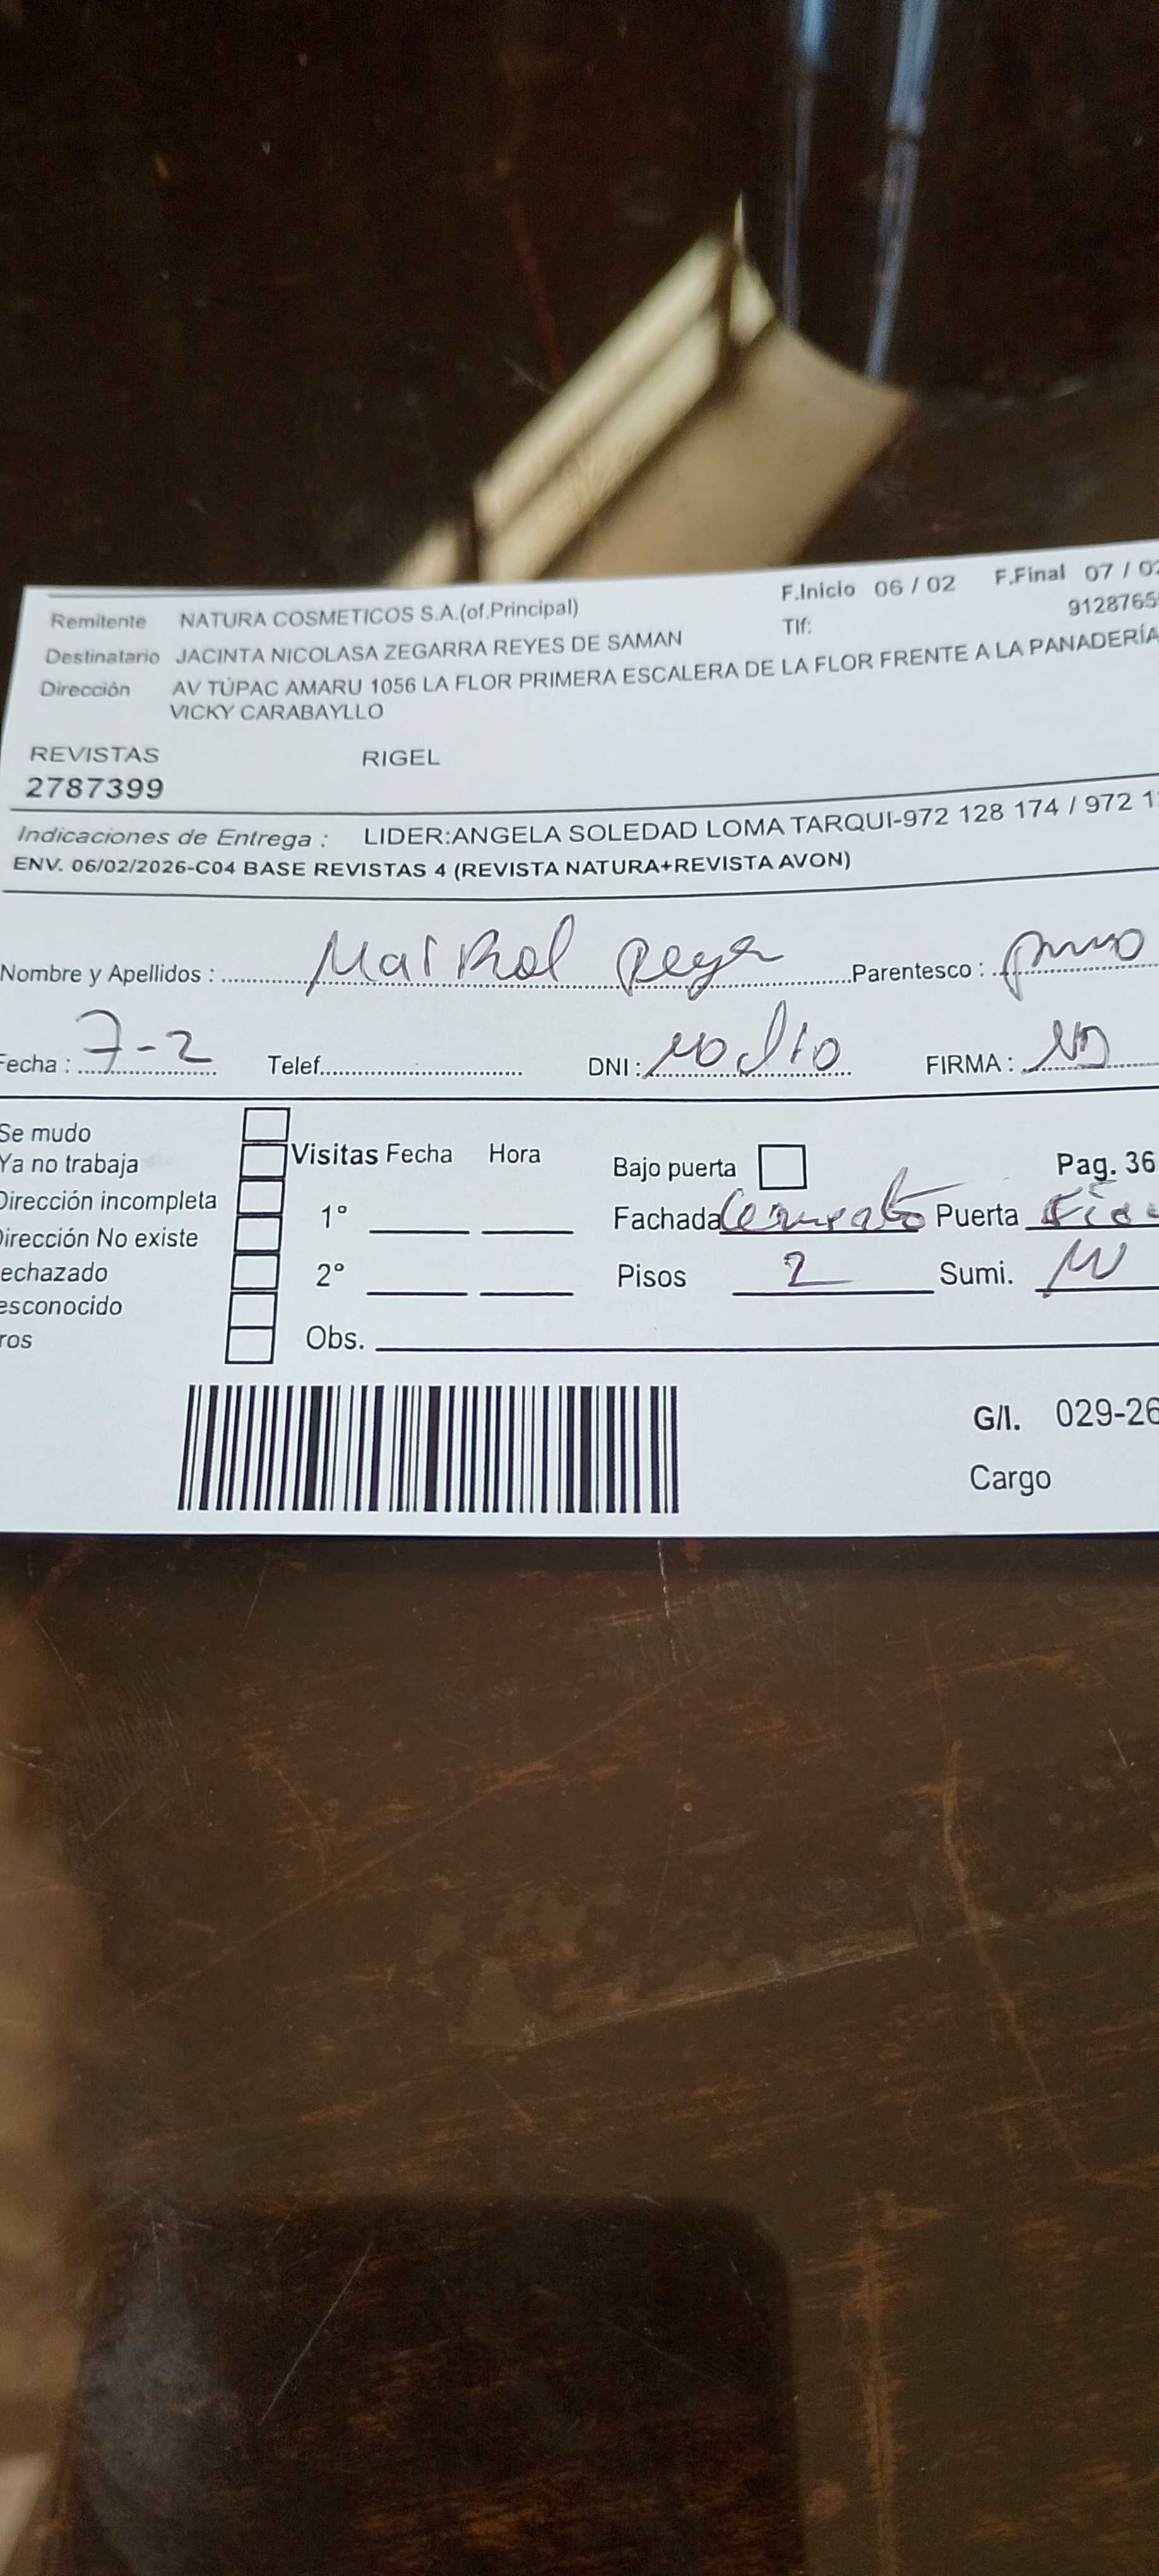 F.Inicio 06 / 02 F.Final 07 / 02
Remitente NATURA COSMETICOS S.A.(of.Principal)
Tlf: 9128765
Destinatario JACINTA NICOLASA ZEGARRA REYES DE SAMAN
Dirección AV TÚPAC AMARU 1056 LA FLOR PRIMERA ESCALERA DE LA FLOR FRENTE A LA PANADERÍA
VICKY CARABAYLLO
REVISTAS RIGEL
2787399
Indicaciones de Entrega : LIDER:ANGELA SOLEDAD LOMA TARQUI-972 128 174 / 972 1
ENV. 06/02/2026-C04 BASE REVISTAS 4 (REVISTA NATURA+REVISTA AVON)
Nombre y Apellidos : Parentesco :
Fecha : 7-2 Telef. DNI : no dio FIRMA :
Se mudo
Ya no trabaja
Dirección incompleta
Dirección No existe
echazado
esconocido
ros
Visitas Fecha Hora
1°
2°
Obs.
Bajo puerta Pag. 36
Fachada Puerta
Pisos 2 Sumi.
G/I. 029-26
Cargo